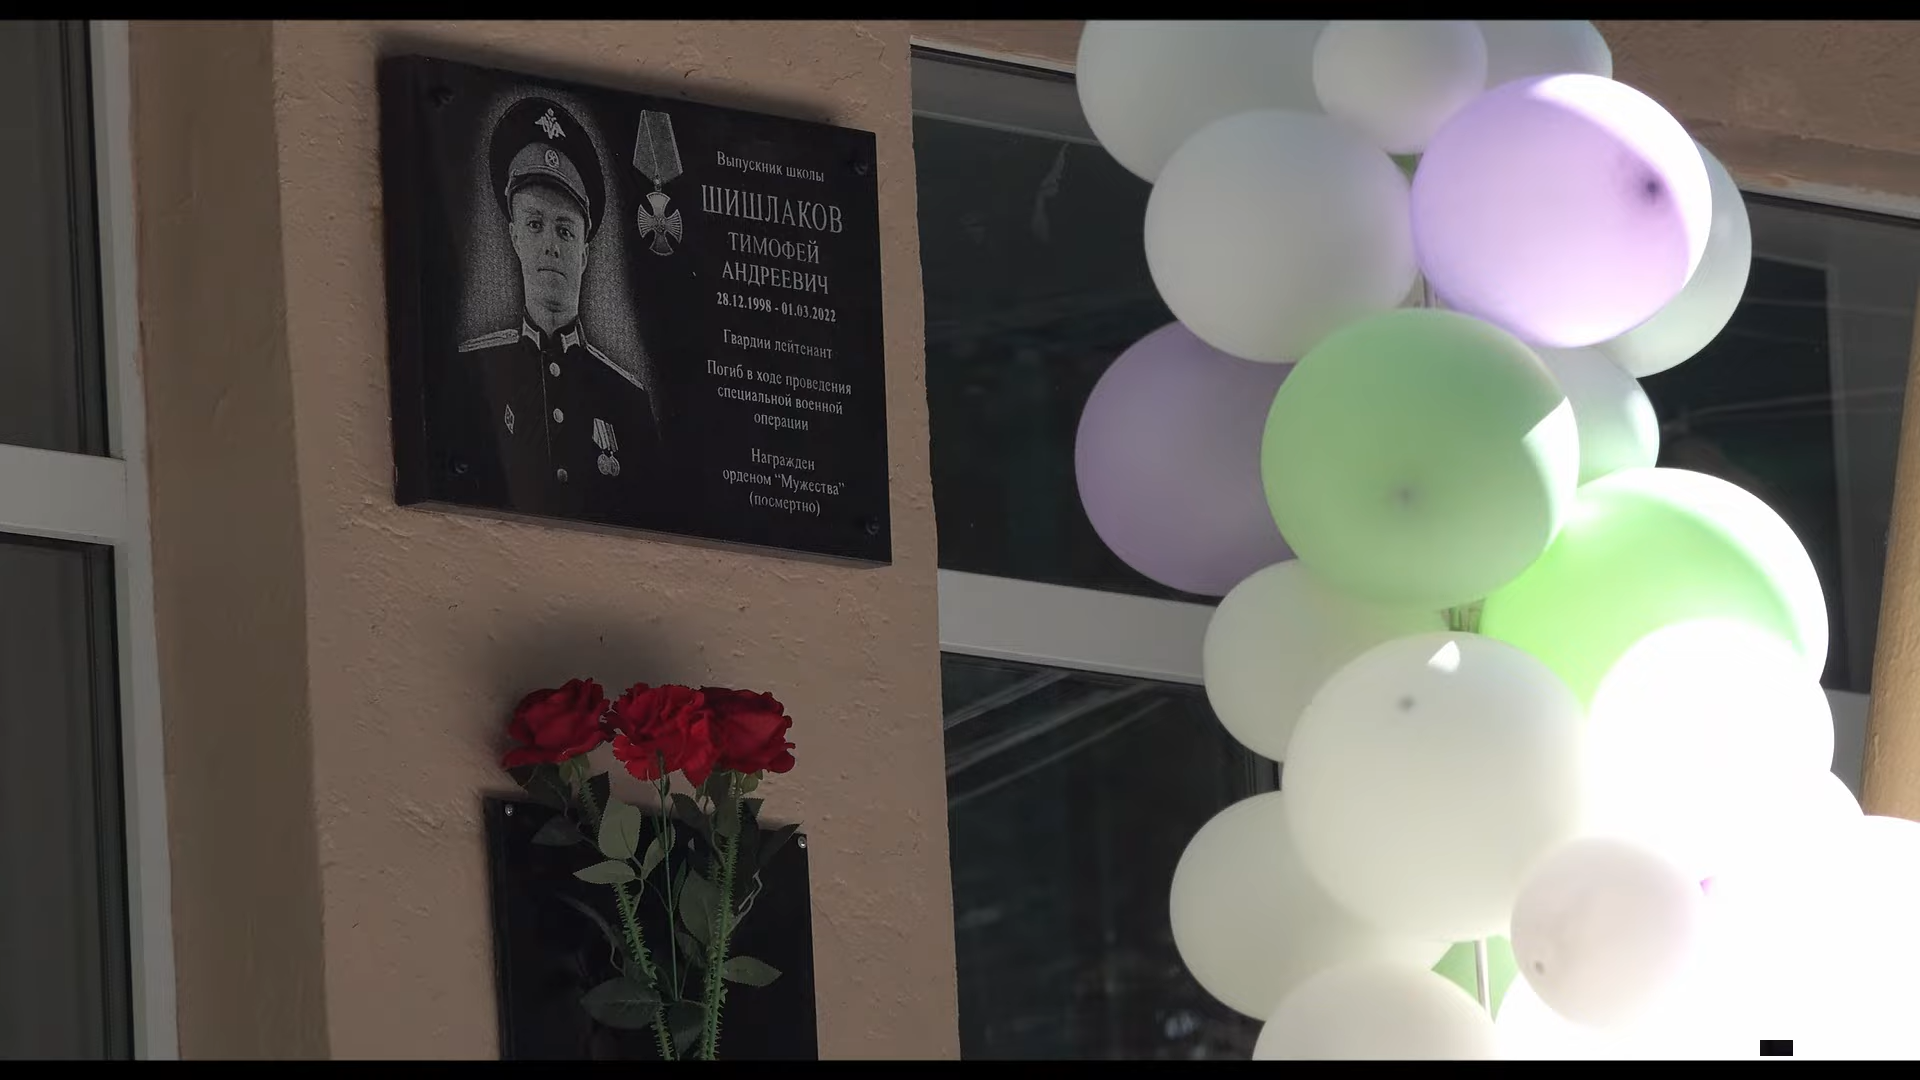 Выпускник школы
ШИШЛАКОВ
ТИМОФЕЙ
АНДРЕЕВИЧ
28.12.1998 - 01.03.2022
Гвардии лейтенант
Погиб в ходе проведения
специальной военной
операции
Награжден
орденом “Мужества”
(посмертно)